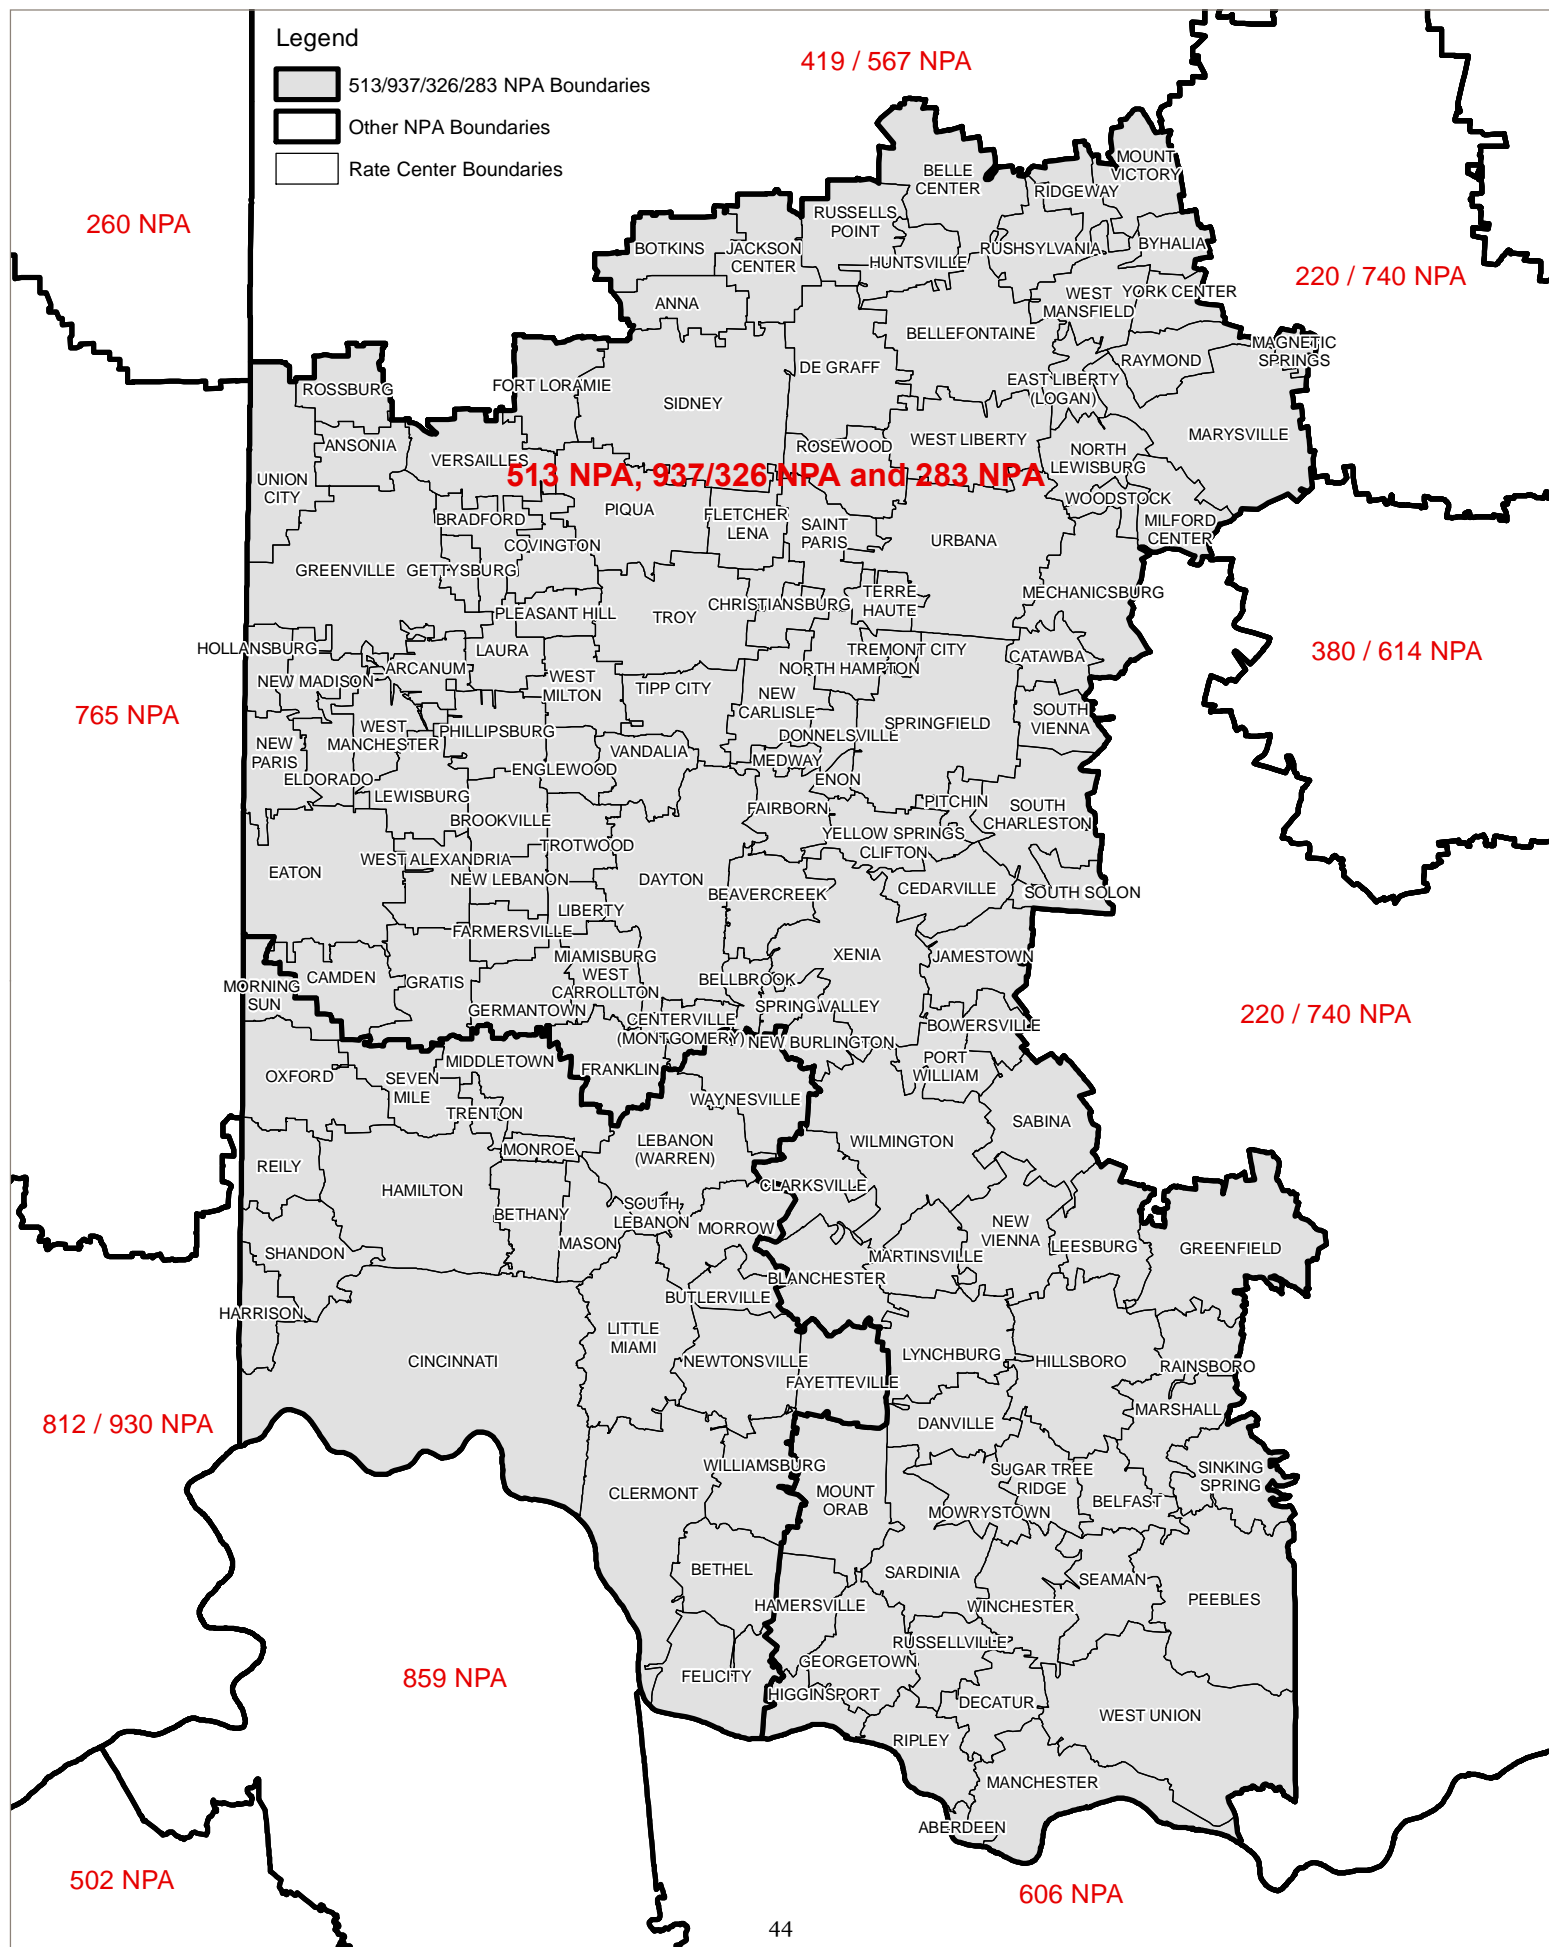 Legend
513/937/326/283 NPA Boundaries
Other NPA Boundaries
Rate Center Boundaries
419 / 567 NPA
260 NPA
220 / 740 NPA
765 NPA
380 / 614 NPA
220 / 740 NPA
812 / 930 NPA
859 NPA
502 NPA
606 NPA
513 NPA, 937/326 NPA and 283 NPA
MOUNT
VICTORY
BELLE
CENTER
RIDGEWAY
RUSSELLS
POINT
BOTKINS
JACKSON
CENTER
HUNTSVILLE
RUSHSYLVANIA
BYHALIA
ANNA
WEST
MANSFIELD
YORK CENTER
BELLEFONTAINE
MAGNETIC
SPRINGS
DE GRAFF
RAYMOND
EAST LIBERTY
(LOGAN)
ROSSBURG
FORT LORAMIE
SIDNEY
MARYSVILLE
ANSONIA
VERSAILLES
ROSEWOOD
WEST LIBERTY
NORTH
LEWISBURG
UNION
CITY
WOODSTOCK
MILFORD
CENTER
PIQUA
FLETCHER
LENA
SAINT
PARIS
URBANA
BRADFORD
COVINGTON
GREENVILLE
GETTYSBURG
MECHANICSBURG
TERRE
HAUTE
CHRISTIANSBURG
PLEASANT HILL
TROY
HOLLANSBURG
LAURA
TREMONT CITY
NORTH HAMPTON
CATAWBA
ARCANUM
NEW MADISON
WEST
MILTON
TIPP CITY
NEW
CARLISLE
SPRINGFIELD
SOUTH
VIENNA
WEST
MANCHESTER
PHILLIPSBURG
DONNELSVILLE
NEW
PARIS
VANDALIA
MEDWAY
ELDORADO
ENGLEWOOD
ENON
LEWISBURG
FAIRBORN
PITCHIN
SOUTH
CHARLESTON
BROOKVILLE
YELLOW SPRINGS
CLIFTON
TROTWOOD
WEST ALEXANDRIA
EATON
NEW LEBANON
DAYTON
BEAVERCREEK
CEDARVILLE
SOUTH SOLON
LIBERTY
FARMERSVILLE
XENIA
JAMESTOWN
MIAMISBURG
WEST
CARROLLTON
CAMDEN
GRATIS
BELLBROOK
MORNING
SUN
GERMANTOWN
SPRING VALLEY
CENTERVILLE
(MONTGOMERY)
BOWERSVILLE
NEW BURLINGTON
MIDDLETOWN
FRANKLIN
PORT
WILLIAM
OXFORD
SEVEN
MILE
WAYNESVILLE
TRENTON
SABINA
LEBANON
(WARREN)
WILMINGTON
MONROE
REILY
HAMILTON
CLARKSVILLE
SOUTH
LEBANON
BETHANY
MORROW
NEW
VIENNA
MASON
SHANDON
MARTINSVILLE
LEESBURG
GREENFIELD
BLANCHESTER
BUTLERVILLE
HARRISON
LITTLE
MIAMI
CINCINNATI
NEWTONSVILLE
LYNCHBURG
HILLSBORO
RAINSBORO
FAYETTEVILLE
MARSHALL
DANVILLE
WILLIAMSBURG
SUGAR TREE
RIDGE
SINKING
SPRING
CLERMONT
MOUNT
ORAB
BELFAST
MOWRYSTOWN
BETHEL
SARDINIA
SEAMAN
PEEBLES
HAMERSVILLE
WINCHESTER
RUSSELLVILLE
GEORGETOWN
FELICITY
HIGGINSPORT
DECATUR
WEST UNION
RIPLEY
MANCHESTER
ABERDEEN
44